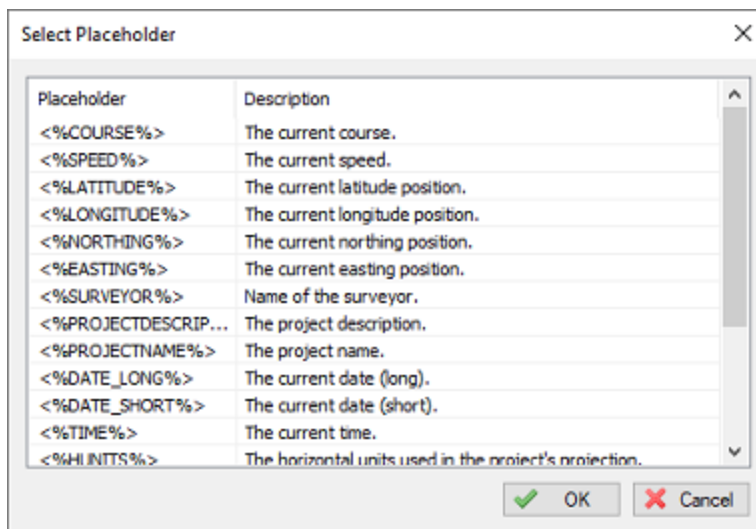 Select Placeholder
Placeholder Description
<%COURSE%> The current course.
<%SPEED%> The current speed.
<%LATITUDE%> The current latitude position.
<%LONGITUDE%> The current longitude position.
<%NORTHING%> The current northing position.
<%EASTING%> The current easting position.
<%SURVEYOR%> Name of the surveyor.
<%PROJECTDESCRIP... The project description.
<%PROJECTNAME%> The project name.
<%DATE_LONG%> The current date (long).
<%DATE_SHORT%> The current date (short).
<%TIME%> The current time.
<%HUNITS%> The horizontal units used in the project's projection.
OK Cancel